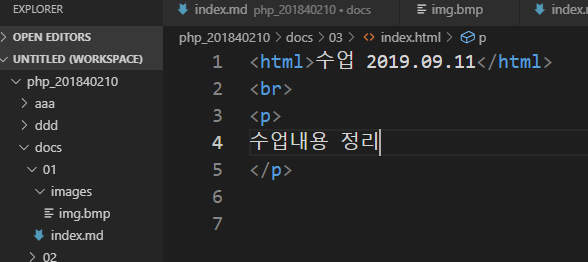 EXPLORER
OPEN EDITORS
UNTITLED (WORKSPACE)
php_201840210
aaa
ddd
docs
01
images
img.bmp
index.md
02
index.md php_201840210 • docs
img.bmp
index
php_201840210 > docs > 03 > index.html > p
1 <html>수업 2019.09.11</html>
2 <br>
3 <p>
4 수업내용 정리
5 </p>
6
7